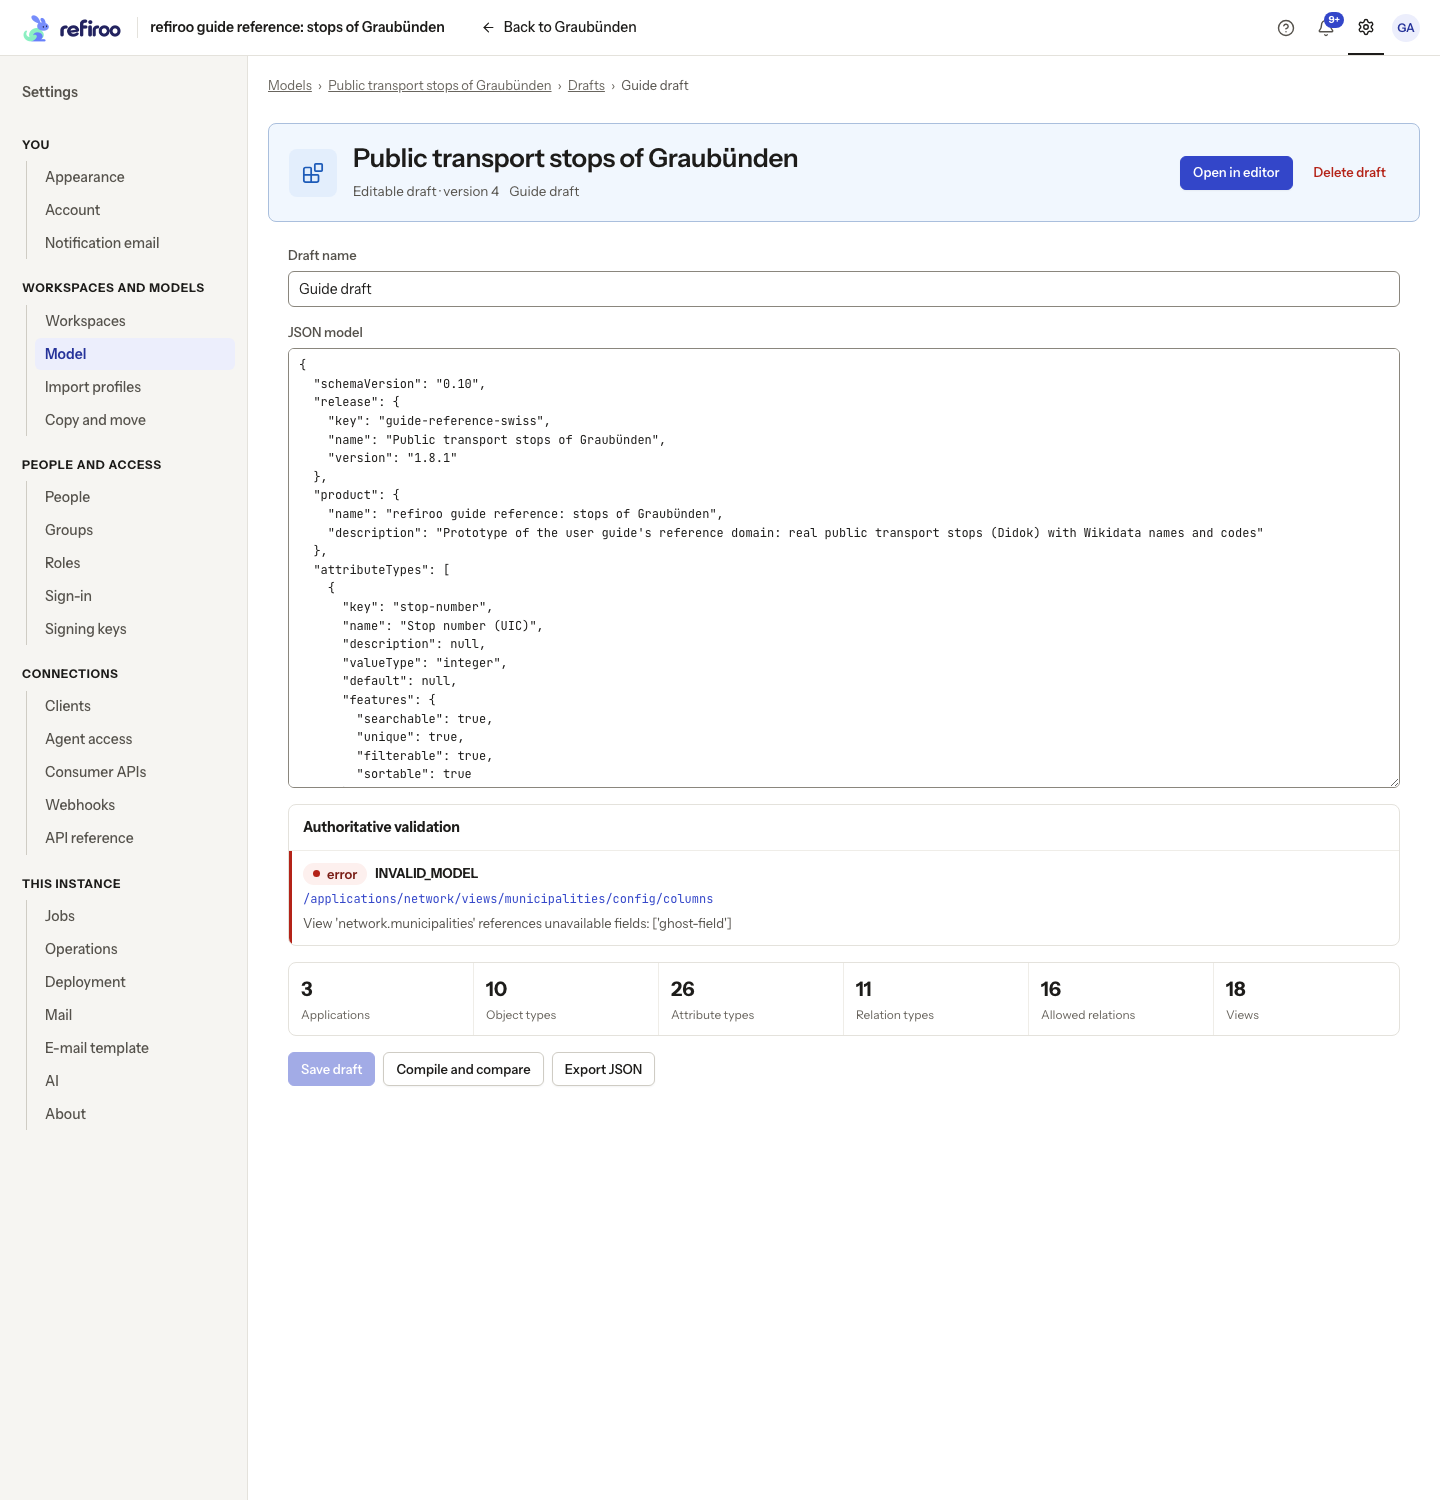 refiroo
refiroo guide reference: stops of Graubünden
← Back to Graubünden
9+
GA
Settings
YOU
Appearance
Account
Notification email
WORKSPACES AND MODELS
Workspaces
Model
Import profiles
Copy and move
PEOPLE AND ACCESS
People
Groups
Roles
Sign-in
Signing keys
CONNECTIONS
Clients
Agent access
Consumer APIs
Webhooks
API reference
THIS INSTANCE
Jobs
Operations
Deployment
Mail
E-mail template
AI
About
Models › Public transport stops of Graubünden › Drafts › Guide draft
Public transport stops of Graubünden
Editable draft · version 4 Guide draft
Open in editor
Delete draft
Draft name
Guide draft
JSON model
{
"schemaVersion": "0.10",
"release": {
"key": "guide-reference-swiss",
"name": "Public transport stops of Graubünden",
"version": "1.8.1"
},
"product": {
"name": "refiroo guide reference: stops of Graubünden",
"description": "Prototype of the user guide's reference domain: real public transport stops (Didok) with Wikidata names and codes"
},
"attributeTypes": [
{
"key": "stop-number",
"name": "Stop number (UIC)",
"description": null,
"valueType": "integer",
"default": null,
"features": {
"searchable": true,
"unique": true,
"filterable": true,
"sortable": true
Authoritative validation
error INVALID_MODEL
/applications/network/views/municipalities/config/columns
View 'network.municipalities' references unavailable fields: ['ghost-field']
3
Applications
10
Object types
26
Attribute types
11
Relation types
16
Allowed relations
18
Views
Save draft
Compile and compare
Export JSON